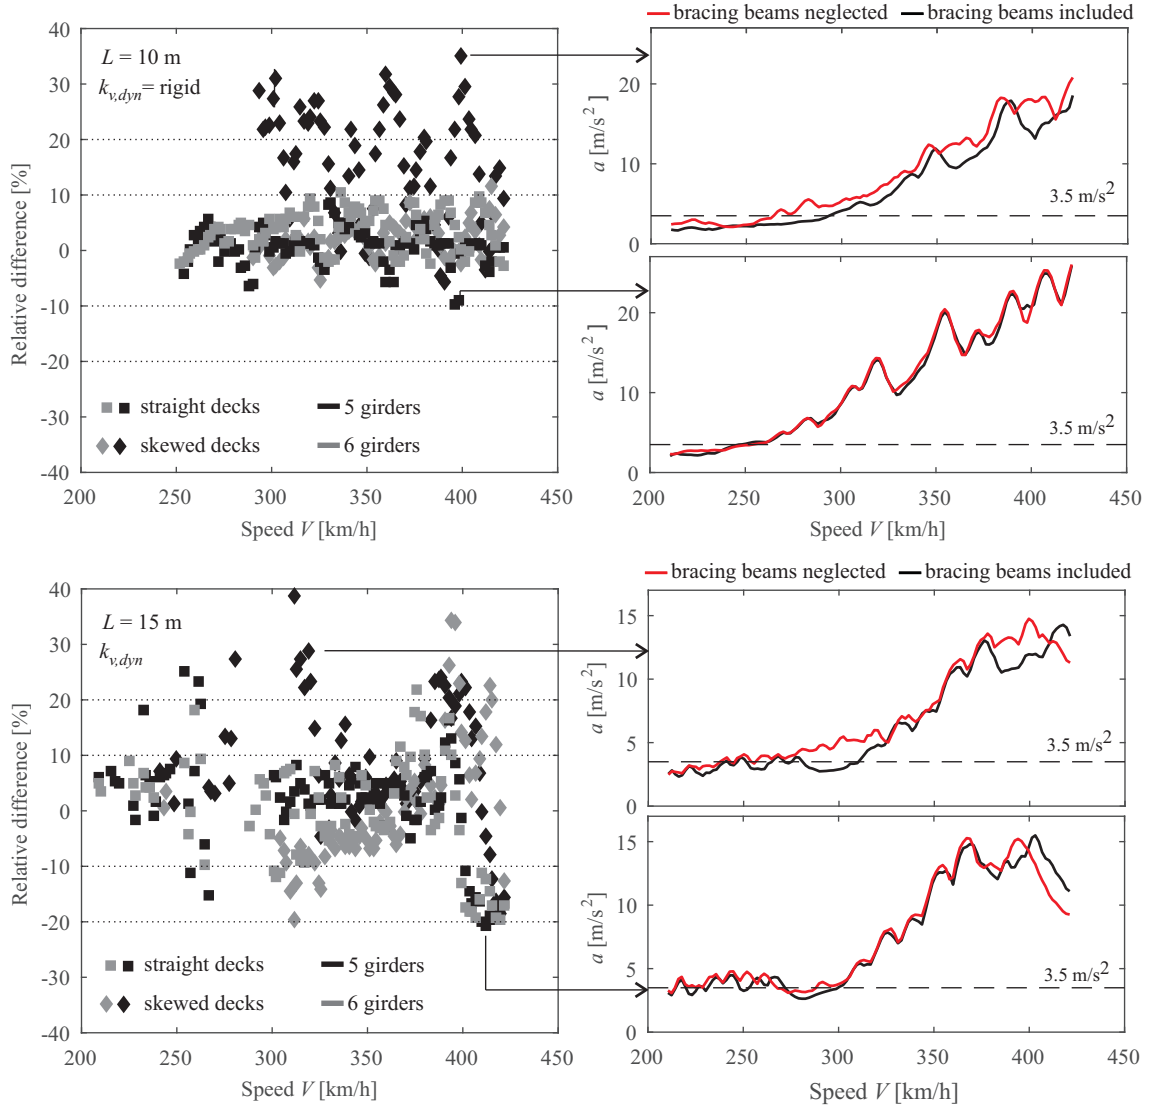 bracing beams neglected bracing beams included
L = 10 m
k_v,dyn = rigid
Relative difference [%]
40
30
20
10
0
-10
-20
-30
-40
straight decks 5 girders
skewed decks 6 girders
200 250 300 350 400 450
Speed V [km/h]
a [m/s²]
20
10
0
3.5 m/s²
a [m/s²]
20
10
0
3.5 m/s²
200 250 300 350 400 450
Speed V [km/h]
bracing beams neglected bracing beams included
L = 15 m
k_v,dyn
Relative difference [%]
40
30
20
10
0
-10
-20
-30
-40
straight decks 5 girders
skewed decks 6 girders
200 250 300 350 400 450
Speed V [km/h]
a [m/s²]
15
10
5
0
3.5 m/s²
a [m/s²]
15
10
5
0
3.5 m/s²
200 250 300 350 400 450
Speed V [km/h]